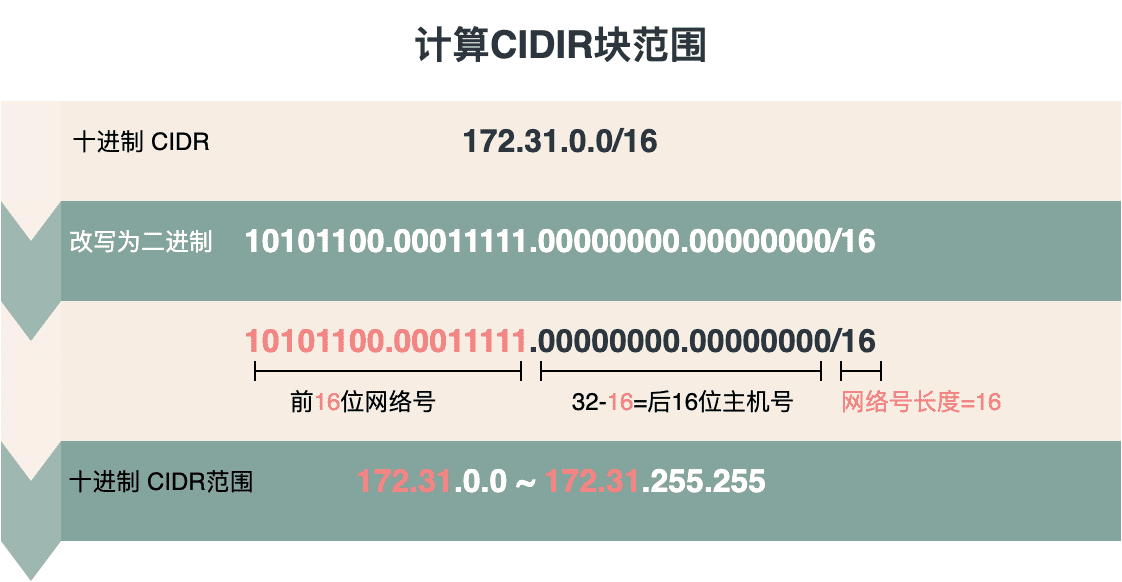 计算CIDIR块范围
十进制 CIDR 172.31.0.0/16
改写为二进制 10101100.00011111.00000000.00000000/16
10101100.00011111.00000000.00000000/16
前16位网络号 32-16=后16位主机号 网络号长度=16
十进制 CIDR范围 172.31.0.0 ~ 172.31.255.255